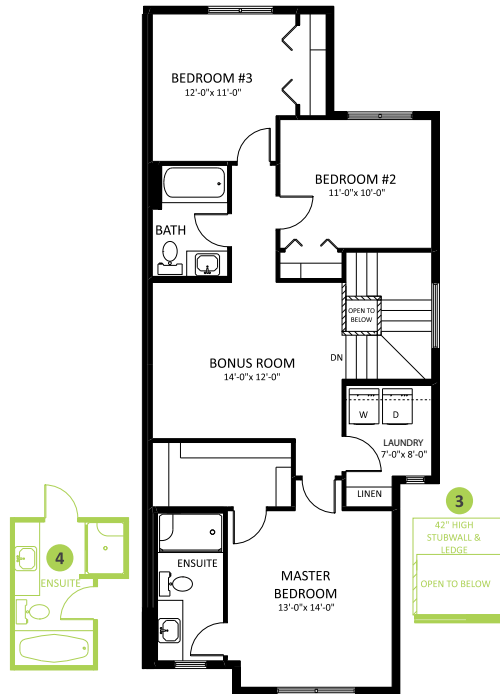 BEDROOM #3
12'-0"x 11'-0"
BEDROOM #2
11'-0"x 10'-0"
BATH
OPEN TO
BELOW
DN
BONUS ROOM
14'-0"x 12'-0"
W
D
LAUNDRY
7'-0"x 8'-0"
LINEN
3
42" HIGH
STUBWALL &
LEDGE
OPEN TO BELOW
4
ENSUITE
ENSUITE
MASTER
BEDROOM
13'-0"x 14'-0"